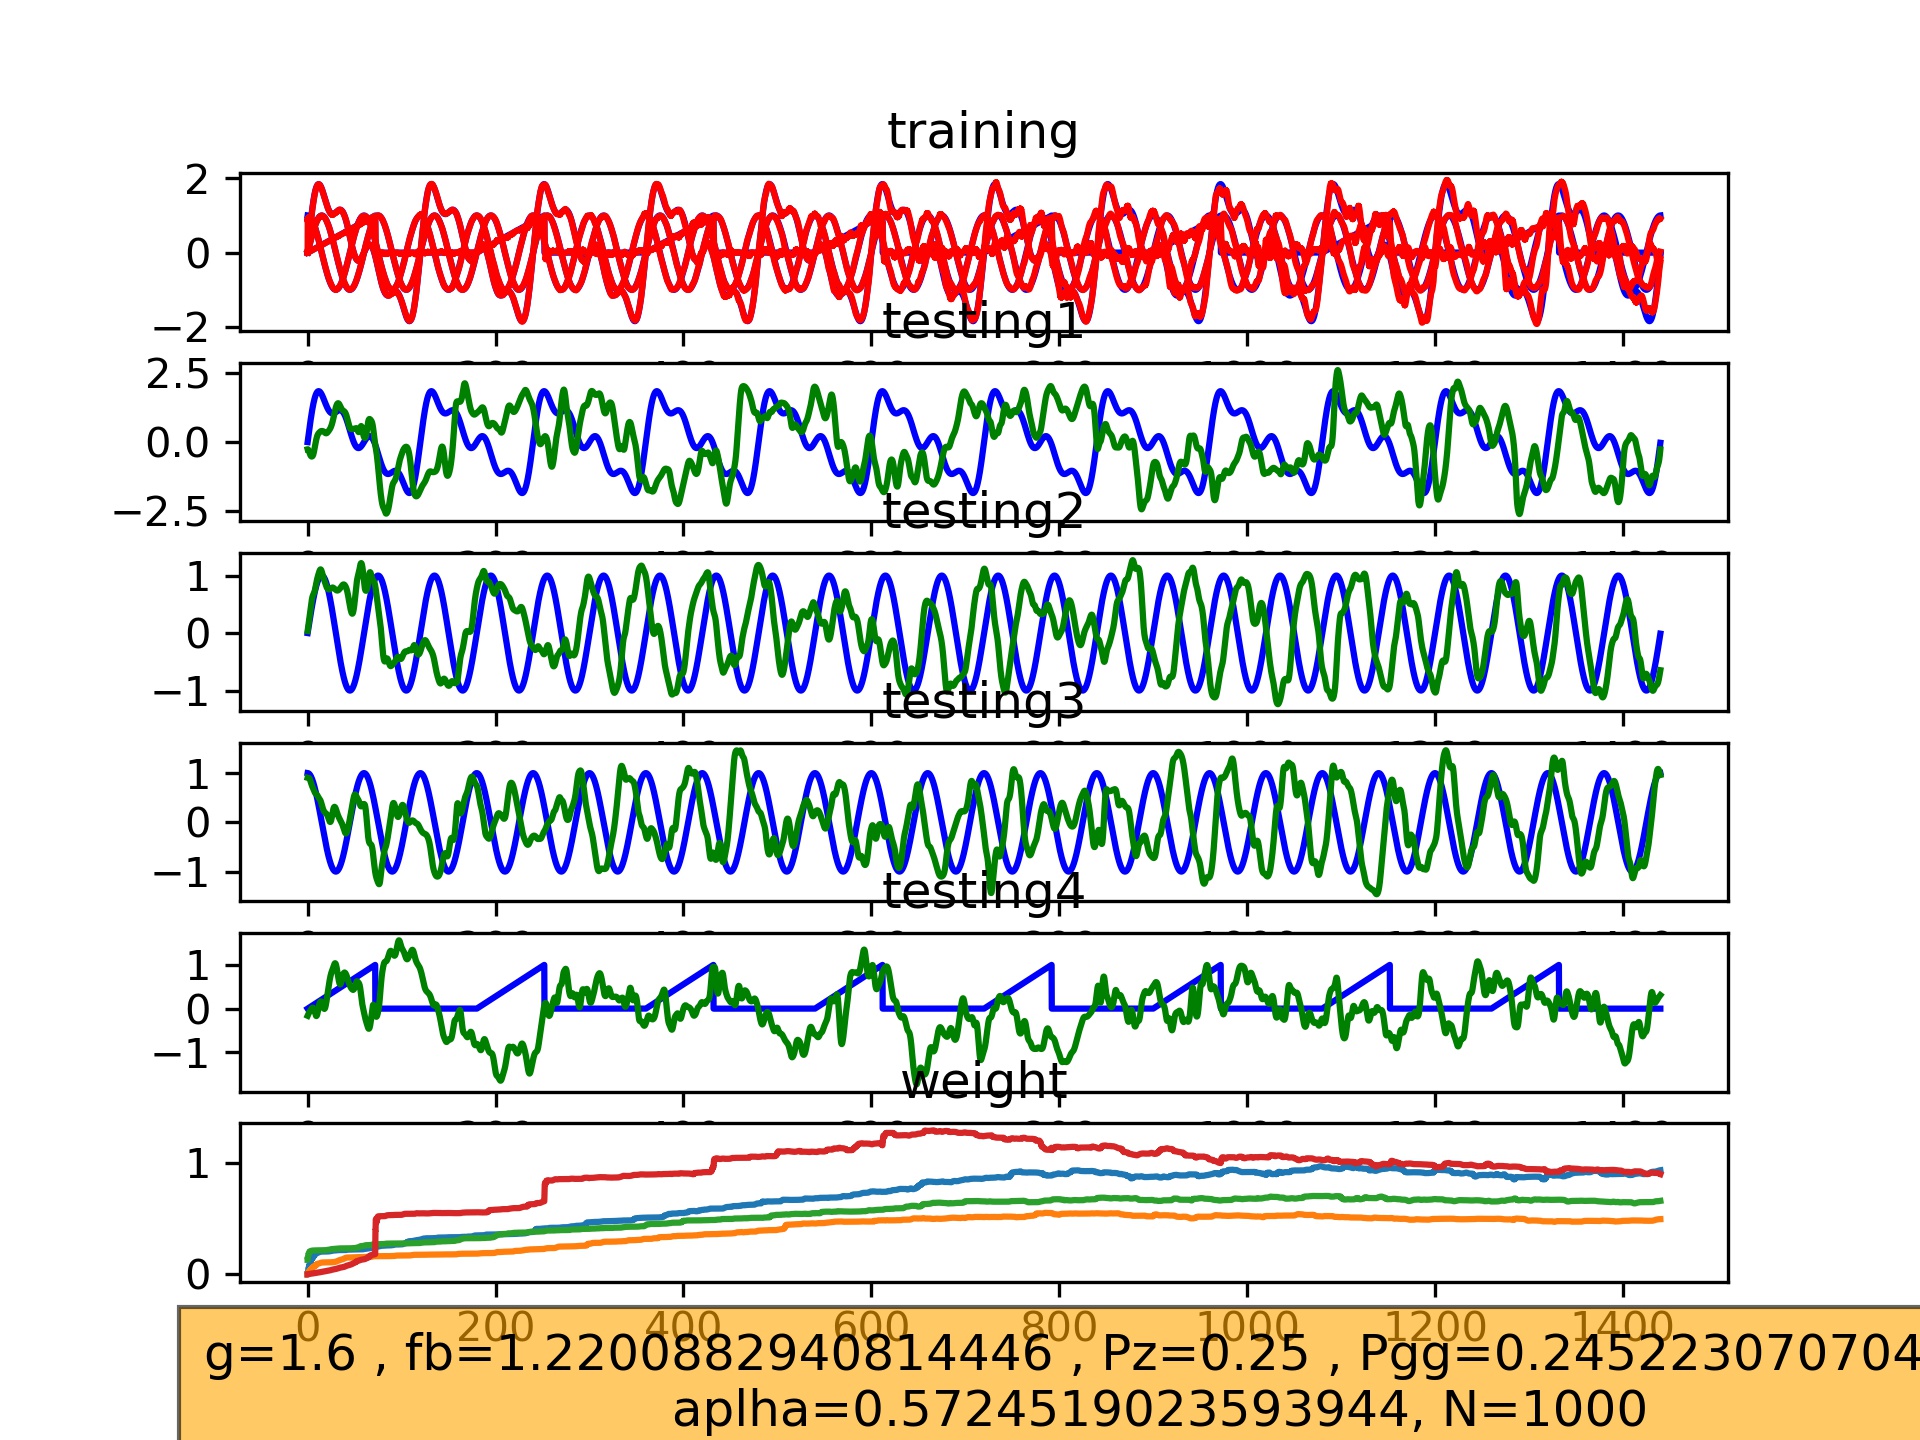 training
2
0
−2
testing1
2.5
0.0
−2.5
testing2
1
0
−1
testing3
1
0
−1
testing4
1
0
−1
weight
1
0
0 200 400 600 800 1000 1200 1400
g=1.6 , fb=1.2200882940814446 , Pz=0.25 , Pgg=0.245223070704
aplha=0.5724519023593944, N=1000